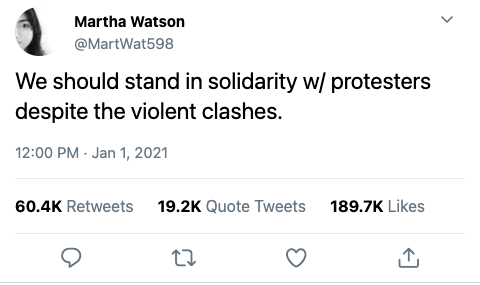 Martha Watson
@MartWat598
We should stand in solidarity w/ protesters
despite the violent clashes.
12:00 PM · Jan 1, 2021
60.4K Retweets 19.2K Quote Tweets 189.7K Likes